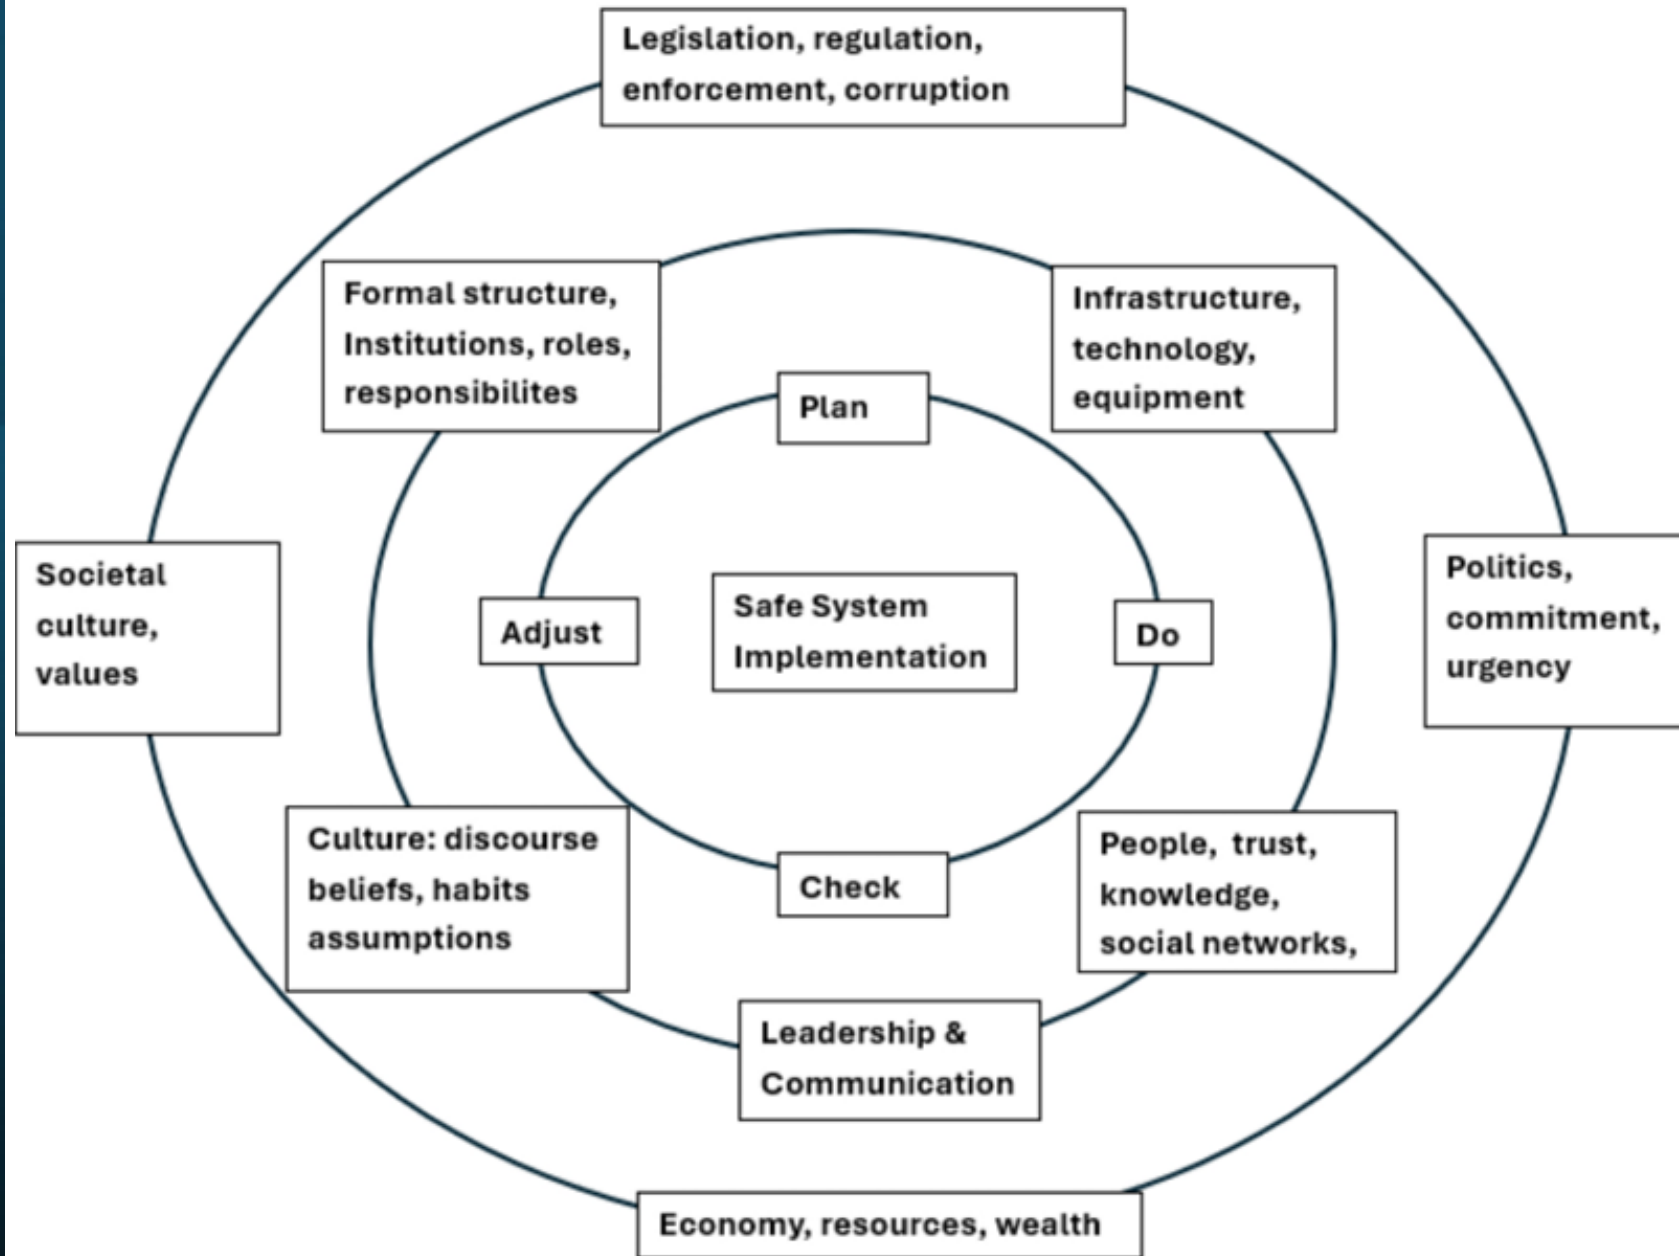 Legislation, regulation,
enforcement, corruption
Formal structure,
Institutions, roles,
responsibilites
Infrastructure,
technology,
equipment
Plan
Societal
culture,
values
Adjust
Safe System
Implementation
Do
Politics,
commitment,
urgency
Culture: discourse
beliefs, habits
assumptions
Check
People, trust,
knowledge,
social networks,
Leadership &
Communication
Economy, resources, wealth